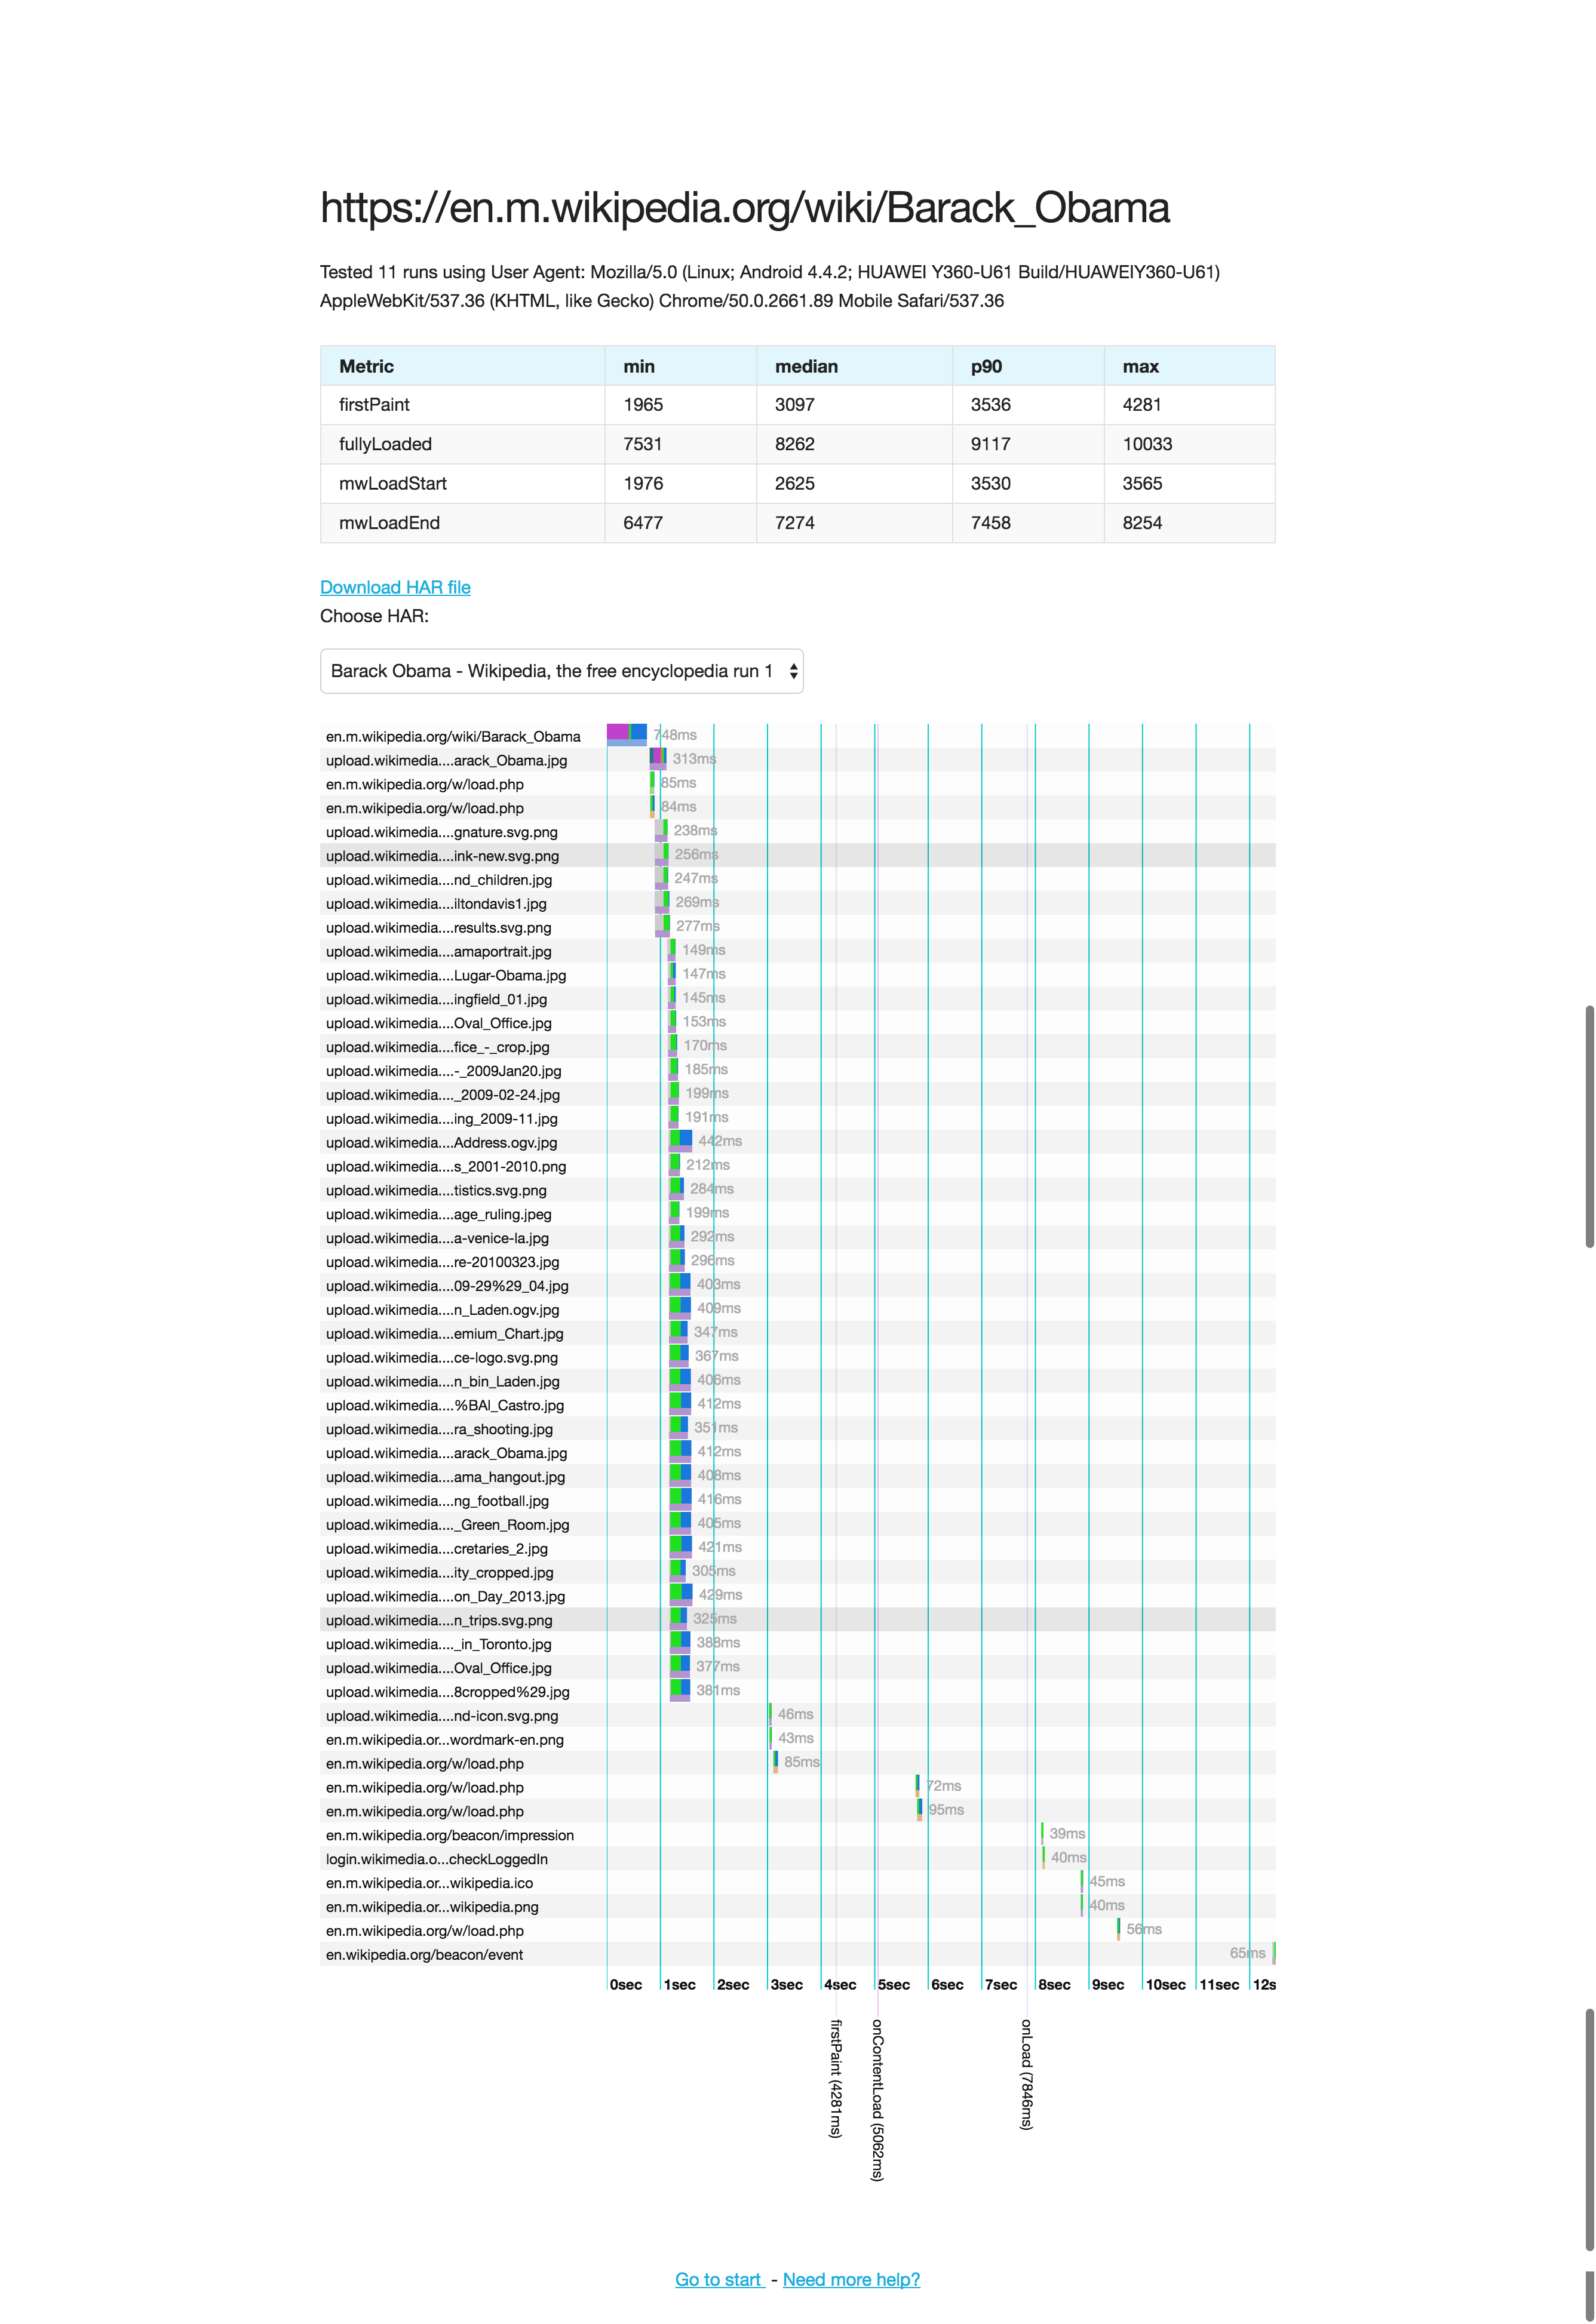 https://en.m.wikipedia.org/wiki/Barack_Obama
Tested 11 runs using User Agent: Mozilla/5.0 (Linux; Android 4.4.2; HUAWEI Y360-U61 Build/HUAWEIY360-U61)
AppleWebKit/537.36 (KHTML, like Gecko) Chrome/50.0.2661.89 Mobile Safari/537.36
Metric min median p90 max
firstPaint 1965 3097 3536 4281
fullyLoaded 7531 8262 9117 10033
mwLoadStart 1976 2625 3530 3565
mwLoadEnd 6477 7274 7458 8254
Download HAR file
Choose HAR:
Barack Obama - Wikipedia, the free encyclopedia run 1
en.m.wikipedia.org/wiki/Barack_Obama 748ms
upload.wikimedia....arack_Obama.jpg 313ms
en.m.wikipedia.org/w/load.php 85ms
en.m.wikipedia.org/w/load.php 84ms
upload.wikimedia....gnature.svg.png 238ms
upload.wikimedia....ink-new.svg.png 256ms
upload.wikimedia....nd_children.jpg 247ms
upload.wikimedia....iltondavis1.jpg 269ms
upload.wikimedia....results.svg.png 277ms
upload.wikimedia....amaportrait.jpg 149ms
upload.wikimedia....Lugar-Obama.jpg 147ms
upload.wikimedia....ingfield_01.jpg 145ms
upload.wikimedia....Oval_Office.jpg 153ms
upload.wikimedia....fice_-_crop.jpg 170ms
upload.wikimedia....-_2009Jan20.jpg 185ms
upload.wikimedia...._2009-02-24.jpg 199ms
upload.wikimedia....ing_2009-11.jpg 191ms
upload.wikimedia....Address.ogv.jpg 442ms
upload.wikimedia....s_2001-2010.png 212ms
upload.wikimedia....tistics.svg.png 284ms
upload.wikimedia....age_ruling.jpeg 199ms
upload.wikimedia....a-venice-la.jpg 292ms
upload.wikimedia....re-20100323.jpg 296ms
upload.wikimedia....09-29%29_04.jpg 403ms
upload.wikimedia....n_Laden.ogv.jpg 409ms
upload.wikimedia....emium_Chart.jpg 347ms
upload.wikimedia....ce-logo.svg.png 367ms
upload.wikimedia....n_bin_Laden.jpg 406ms
upload.wikimedia....%BAl_Castro.jpg 412ms
upload.wikimedia....ra_shooting.jpg 351ms
upload.wikimedia....arack_Obama.jpg 412ms
upload.wikimedia....ama_hangout.jpg 408ms
upload.wikimedia....ng_football.jpg 416ms
upload.wikimedia...._Green_Room.jpg 405ms
upload.wikimedia....cretaries_2.jpg 421ms
upload.wikimedia....ity_cropped.jpg 305ms
upload.wikimedia....on_Day_2013.jpg 429ms
upload.wikimedia....n_trips.svg.png 325ms
upload.wikimedia...._in_Toronto.jpg 388ms
upload.wikimedia....Oval_Office.jpg 377ms
upload.wikimedia....8cropped%29.jpg 381ms
upload.wikimedia....nd-icon.svg.png 46ms
en.m.wikipedia.or...wordmark-en.png 43ms
en.m.wikipedia.org/w/load.php 85ms
en.m.wikipedia.org/w/load.php 72ms
en.m.wikipedia.org/w/load.php 95ms
en.m.wikipedia.org/beacon/impression 39ms
login.wikimedia.o...checkLoggedIn 40ms
en.m.wikipedia.or...wikipedia.ico 45ms
en.m.wikipedia.or...wikipedia.png 40ms
en.m.wikipedia.org/w/load.php 56ms
en.wikipedia.org/beacon/event 65ms
0sec 1sec 2sec 3sec 4sec 5sec 6sec 7sec 8sec 9sec 10sec 11sec 12s
firstPaint (4281ms)
onContentLoad (5062ms)
onLoad (7846ms)
Go to start - Need more help?